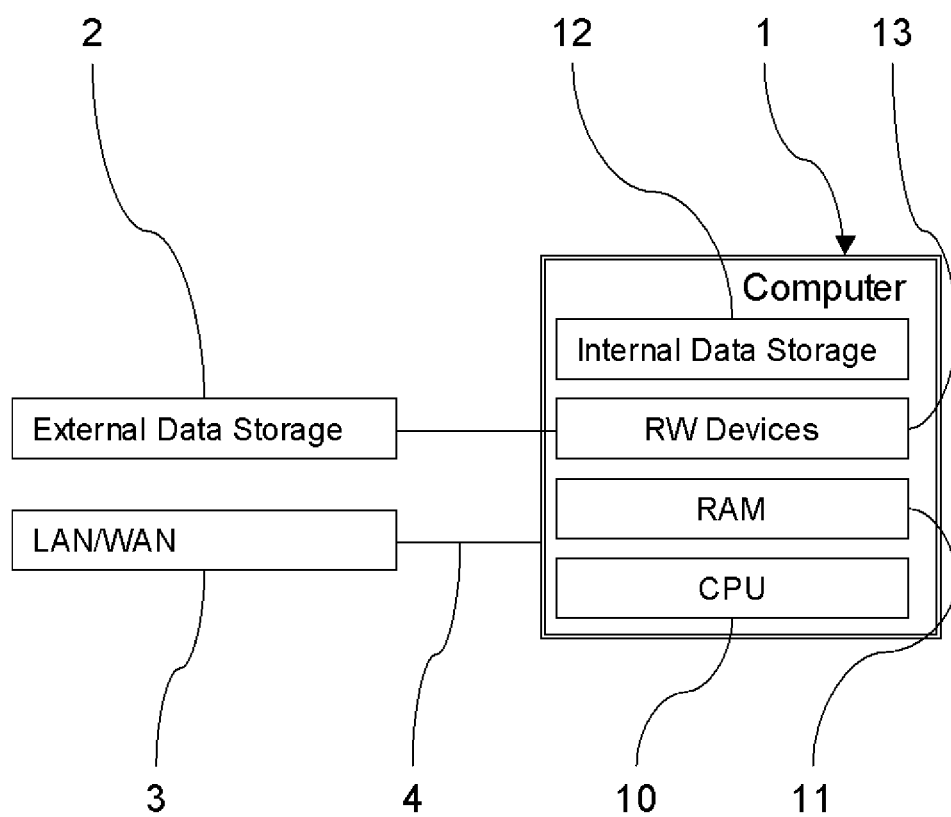 2
12
1
13
Computer
Internal Data Storage
External Data Storage
RW Devices
RAM
LAN/WAN
CPU
3
4
10
11